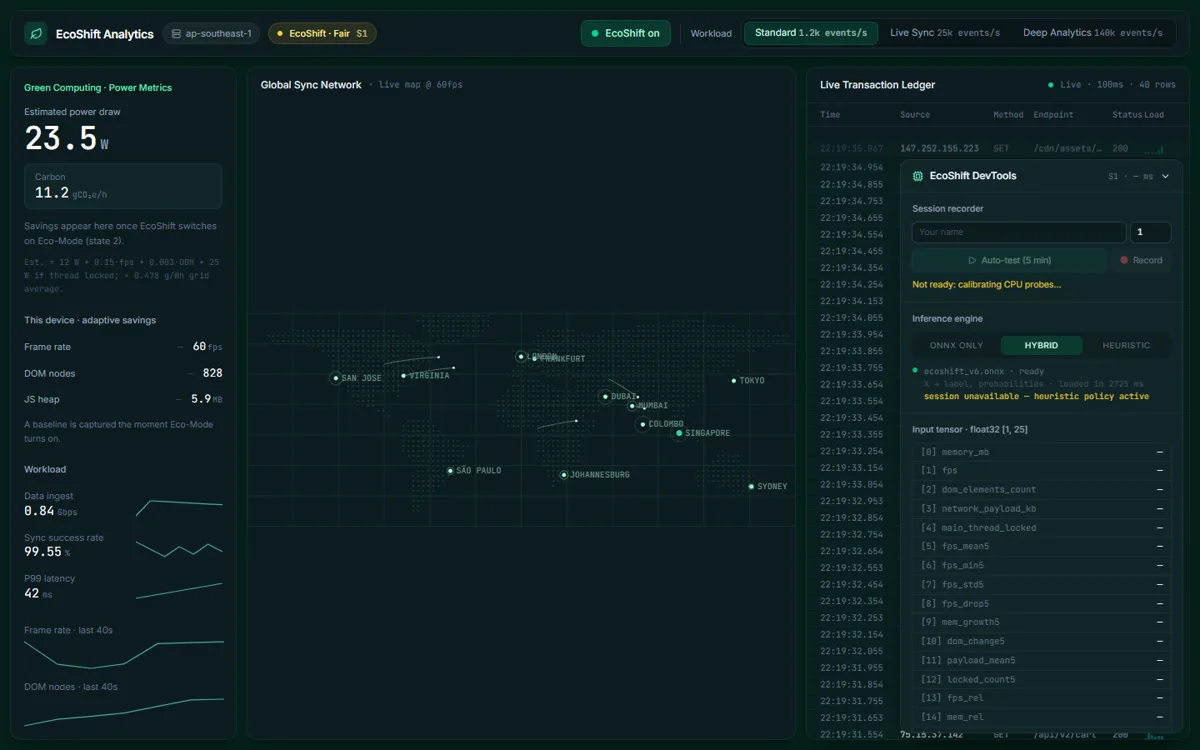 EcoShift Analytics
ap-southeast-1
EcoShift · Fair S1
EcoShift on
Workload
Standard 1.2k events/s
Live Sync 25k events/s
Deep Analytics 140k events/s
Green Computing · Power Metrics
Estimated power draw
23.5 W
Carbon
11.2 gCO₂e/h
Savings appear here once EcoShift switches
on Eco-Mode (state 2).
Est. = 12 W + 0.15·fps + 0.003·DOM + 25
W if thread locked; × 0.478 g/Wh grid
average.
This device · adaptive savings
Frame rate — 60 fps
DOM nodes — 828
JS heap — 5.9 MB
A baseline is captured the moment Eco-Mode
turns on.
Workload
Data ingest
0.84 Gbps
Sync success rate
99.55 %
P99 latency
42 ms
Frame rate · last 40s
DOM nodes · last 40s
Global Sync Network · live map @ 60fps
LONDON
FRANKFURT
SAN JOSE
VIRGINIA
TOKYO
DUBAI
MUMBAI
COLOMBO
SINGAPORE
SÃO PAULO
JOHANNESBURG
SYDNEY
Live Transaction Ledger
Live · 100ms · 40 rows
Time Source Method Endpoint Status Load
22:19:35.067 147.252.155.223 GET /cdn/assets/… 200
22:19:34.954
22:19:34.855
22:19:34.753
22:19:34.655
22:19:34.554
22:19:34.455
22:19:34.354
22:19:34.254
22:19:34.153
22:19:34.055
22:19:33.954
22:19:33.855
22:19:33.755
22:19:33.654
22:19:33.554
22:19:33.454
22:19:33.355
22:19:33.254
22:19:33.154
22:19:33.054
22:19:32.953
22:19:32.854
22:19:32.754
22:19:32.654
22:19:32.553
22:19:32.454
22:19:32.354
22:19:32.253
22:19:32.154
22:19:32.055
22:19:31.955
22:19:31.854
22:19:31.755
22:19:31.653
22:19:31.554 75.15.37.142 GET /api/v2/cart 200
EcoShift DevTools
S1 · — ms
Session recorder
Your name
1
Auto-test (5 min)
Record
Not ready: calibrating CPU probes…
Inference engine
ONNX ONLY
HYBRID
HEURISTIC
ecoshift_v6.onnx · ready
X → label, probabilities · loaded in 2725 ms
session unavailable — heuristic policy active
Input tensor · float32 [1, 25]
[0] memory_mb —
[1] fps —
[2] dom_elements_count —
[3] network_payload_kb —
[4] main_thread_locked —
[5] fps_mean5 —
[6] fps_min5 —
[7] fps_std5 —
[8] fps_drop5 —
[9] mem_growth5 —
[10] dom_change5 —
[11] payload_mean5 —
[12] locked_count5 —
[13] fps_rel —
[14] mem_rel —